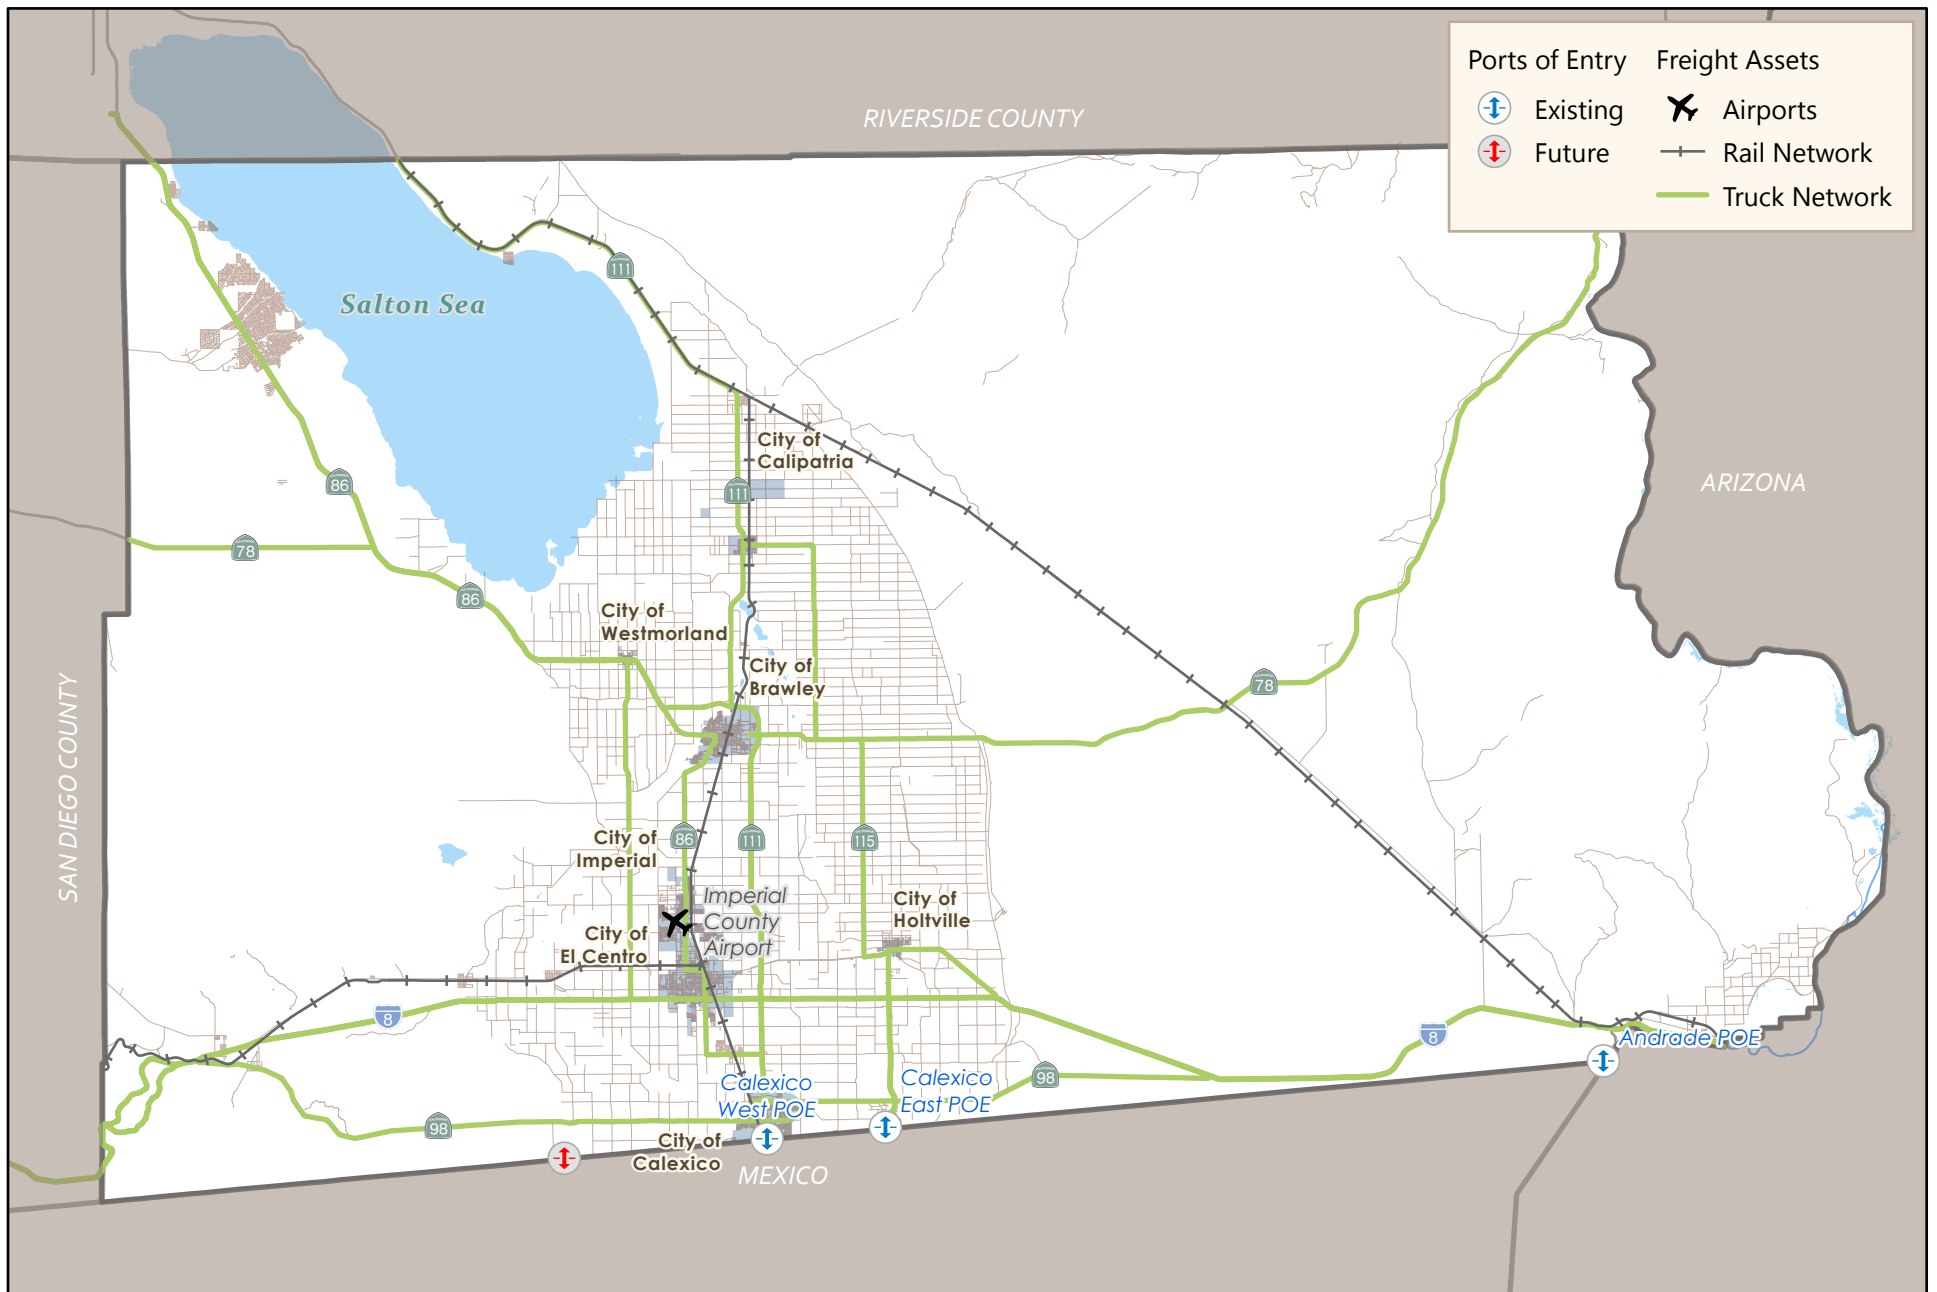 Ports of Entry
Existing
Future
Freight Assets
Airports
Rail Network
Truck Network
RIVERSIDE COUNTY
Salton Sea
111
City of
Calipatria
ARIZONA
86
111
78
86
City of
Westmorland
City of
Brawley
78
SAN DIEGO COUNTY
City of
Imperial
86
111
115
Imperial
County
Airport
City of
Holtville
City of
El Centro
8
8
Andrade POE
Calexico
West POE
Calexico
East POE
98
98
City of
Calexico
MEXICO